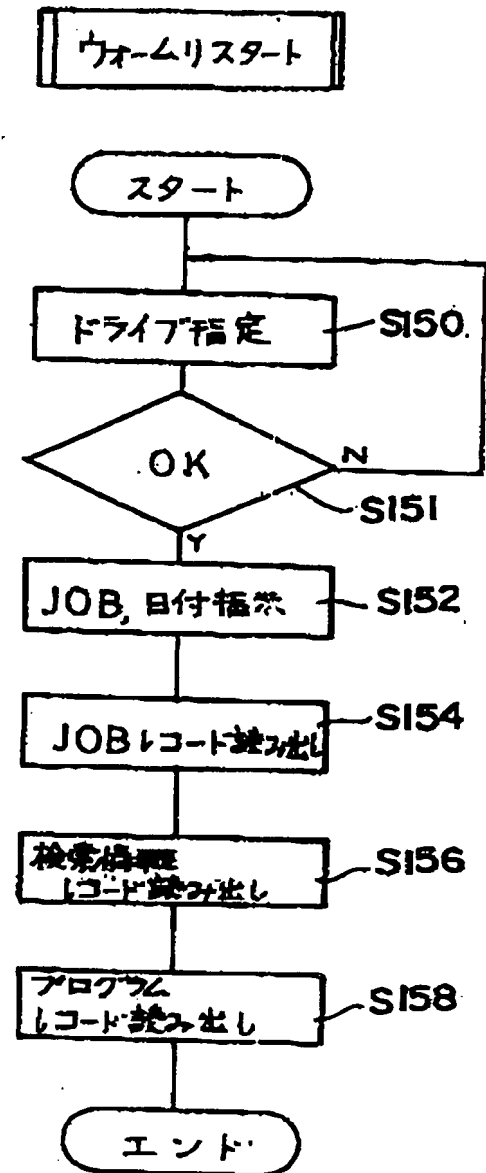 ウォームリスタート
スタート
ドライブ指定
S150
OK
N
S151
Y
JOB, 日付指示
S152
JOBレコード読み出し
S154
検索情報
レコード読み出し
S156
プログラム
レコード読み出し
S158
エンド